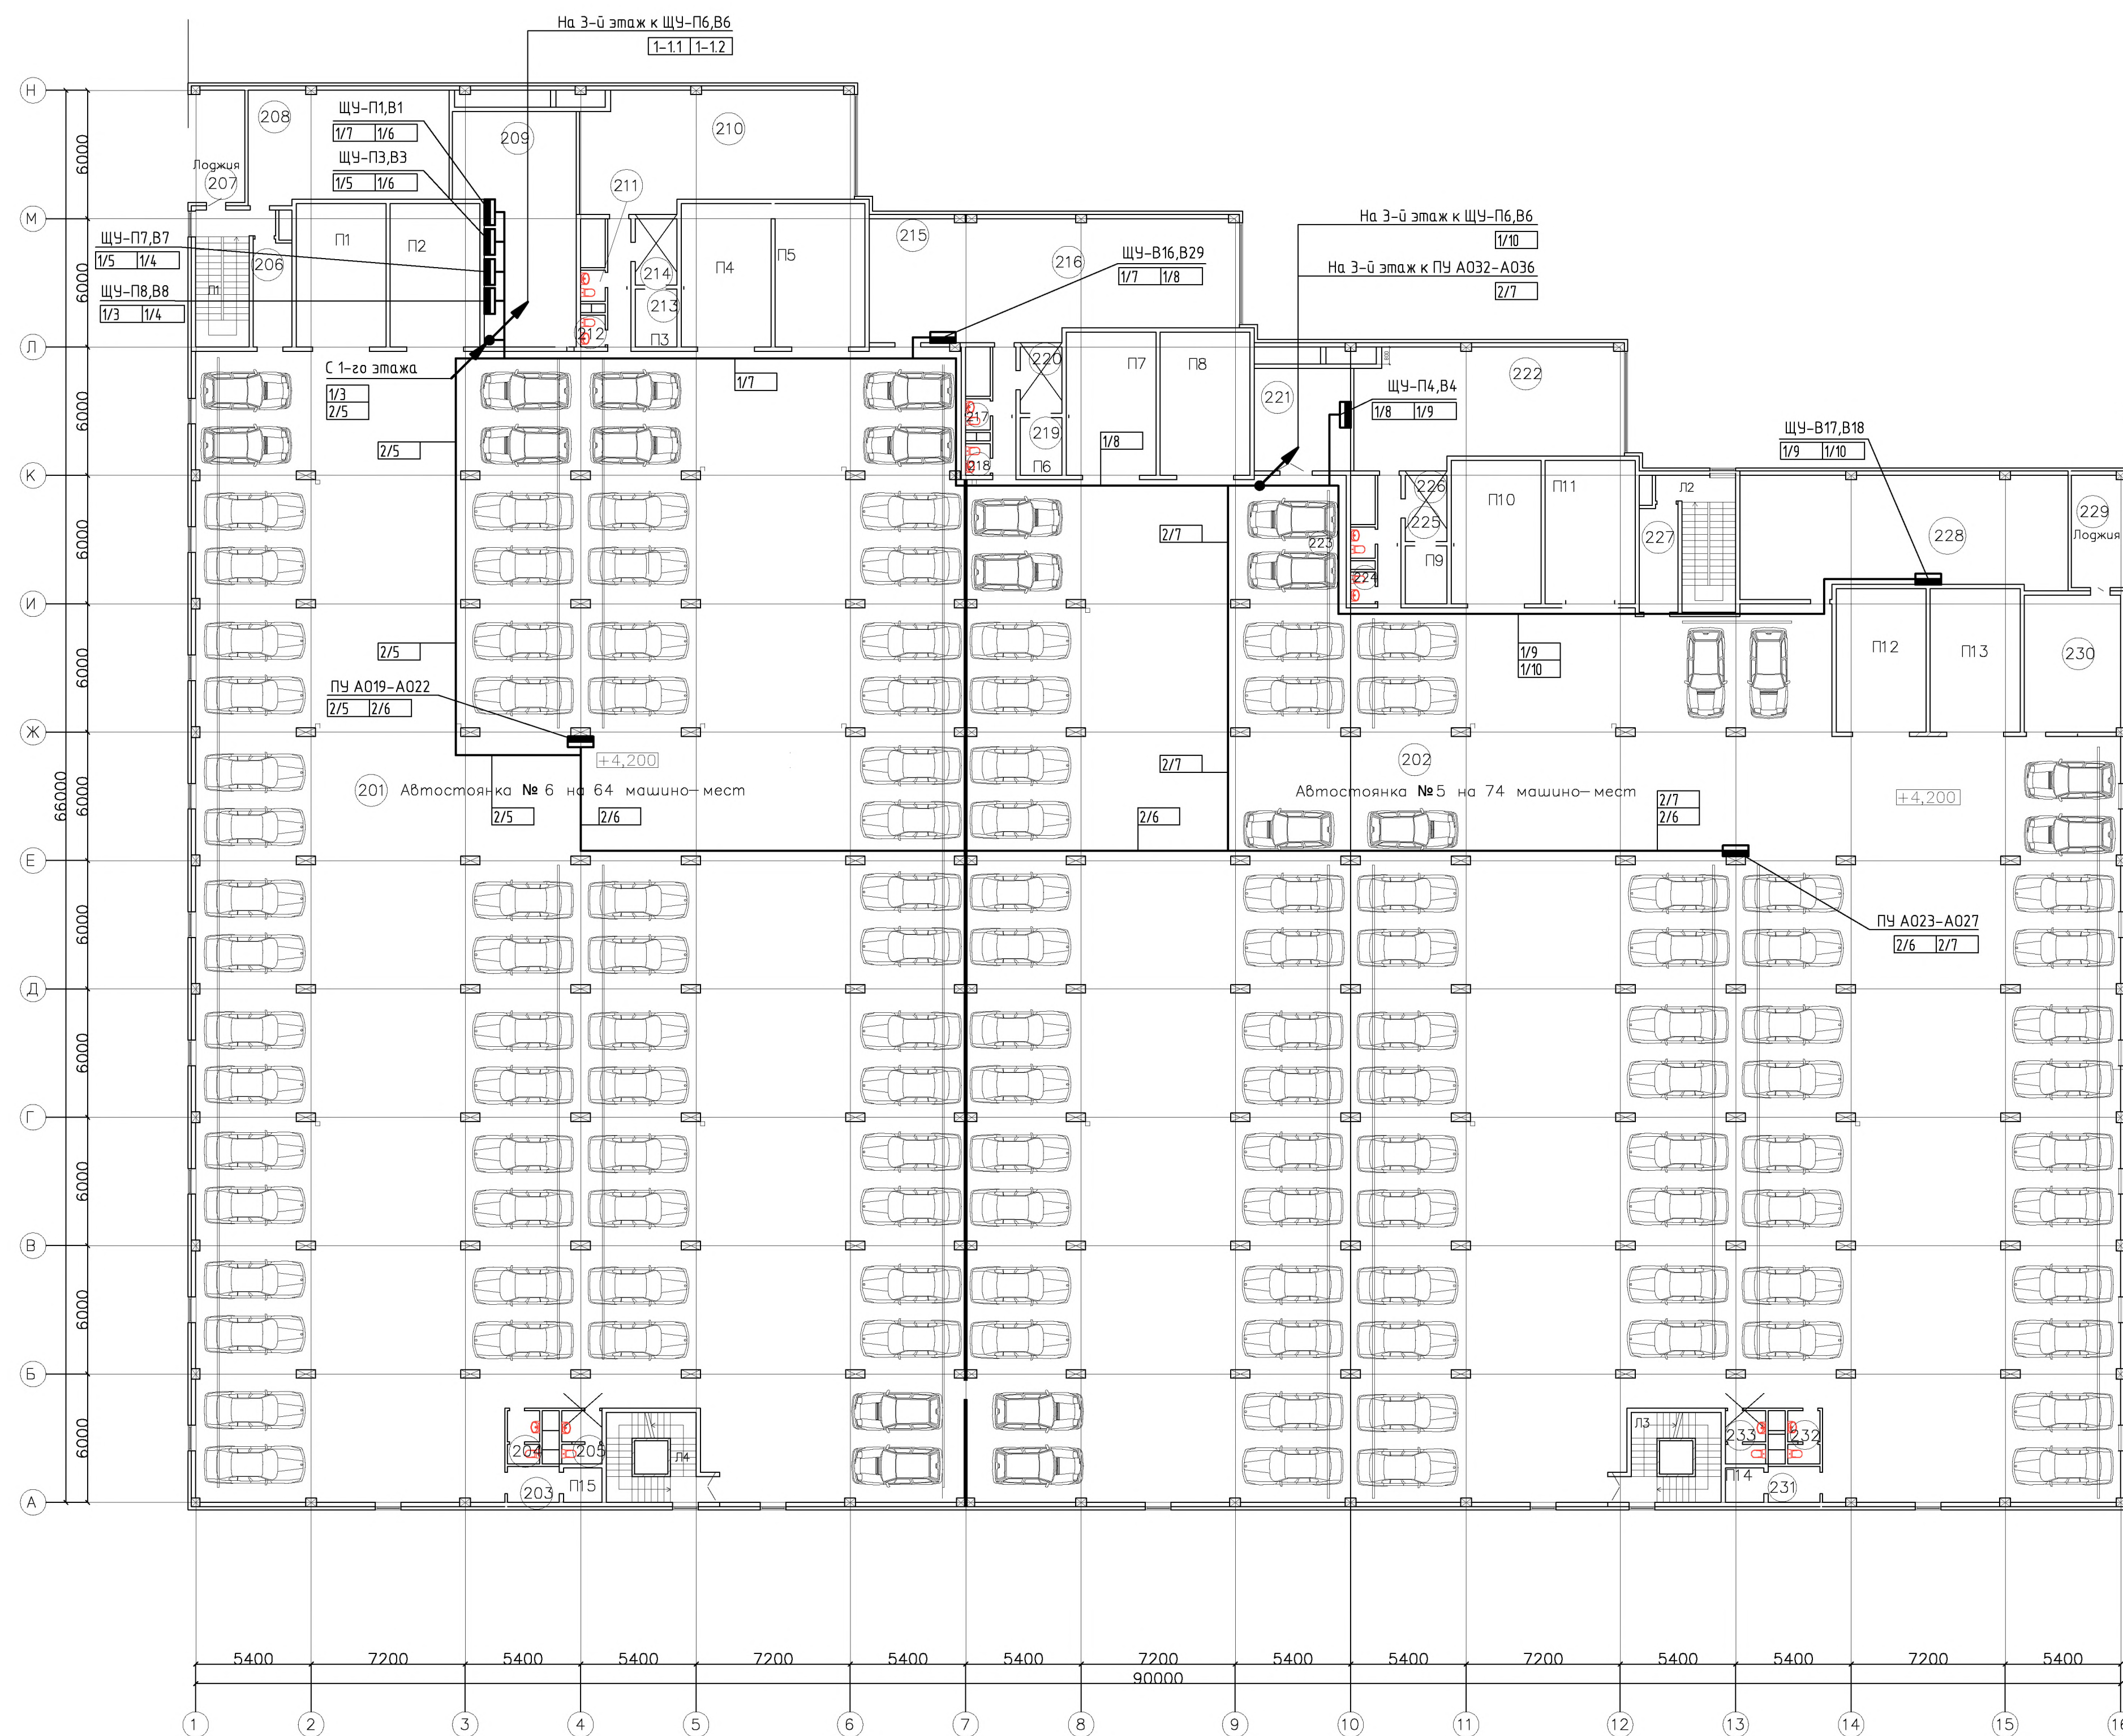 На 3-й этаж к ЩУ-П6,В6
1-1.1 1-1.2
Н
ЩУ-П1,В1
1/7 1/6
208
209
210
ЩУ-П3,В3
1/5 1/6
Лоджия
207
211
6000
М
На 3-й этаж к ЩУ-П6,В6
1/10
ЩУ-П7,В7
1/5 1/4
206
П1
П2
214
П4
П5
215
216
ЩУ-В16,В29
1/7 1/8
На 3-й этаж к ПУ А032-А036
2/7
ЩУ-П8,В8
1/3 1/4
Л1
213
212
П3
6000
Л
С 1-го этажа
1/3
2/5
1/7
220
П7
П8
221
600
222
ЩУ-П4,В4
1/8 1/9
217
219
218
П6
1/8
ЩУ-В17,В18
1/9 1/10
2/5
6000
К
226
225
П10
П11
Л2
229
Лоджия
228
227
2/7
223
224
П9
6000
И
2/5
1/9
1/10
П12
П13
230
ПУ А019-А022
2/5 2/6
6000
Ж
+4,200
202
2/7
201 Автостоянка № 6 на 64 машино-мест
Автостоянка №5 на 74 машино-мест
2/7
2/6
+4,200
2/5
2/6
2/6
66000
6000
Е
ПУ А023-А027
2/6 2/7
6000
Д
6000
Г
6000
В
6000
Б
204
205
Л4
Л3
233
232
П15
П14
203
231
6000
А
5400 7200 5400 5400 7200 5400 5400 7200 5400 5400 7200 5400 5400 7200 5400
90000
1 2 3 4 5 6 7 8 9 10 11 12 13 14 15 16